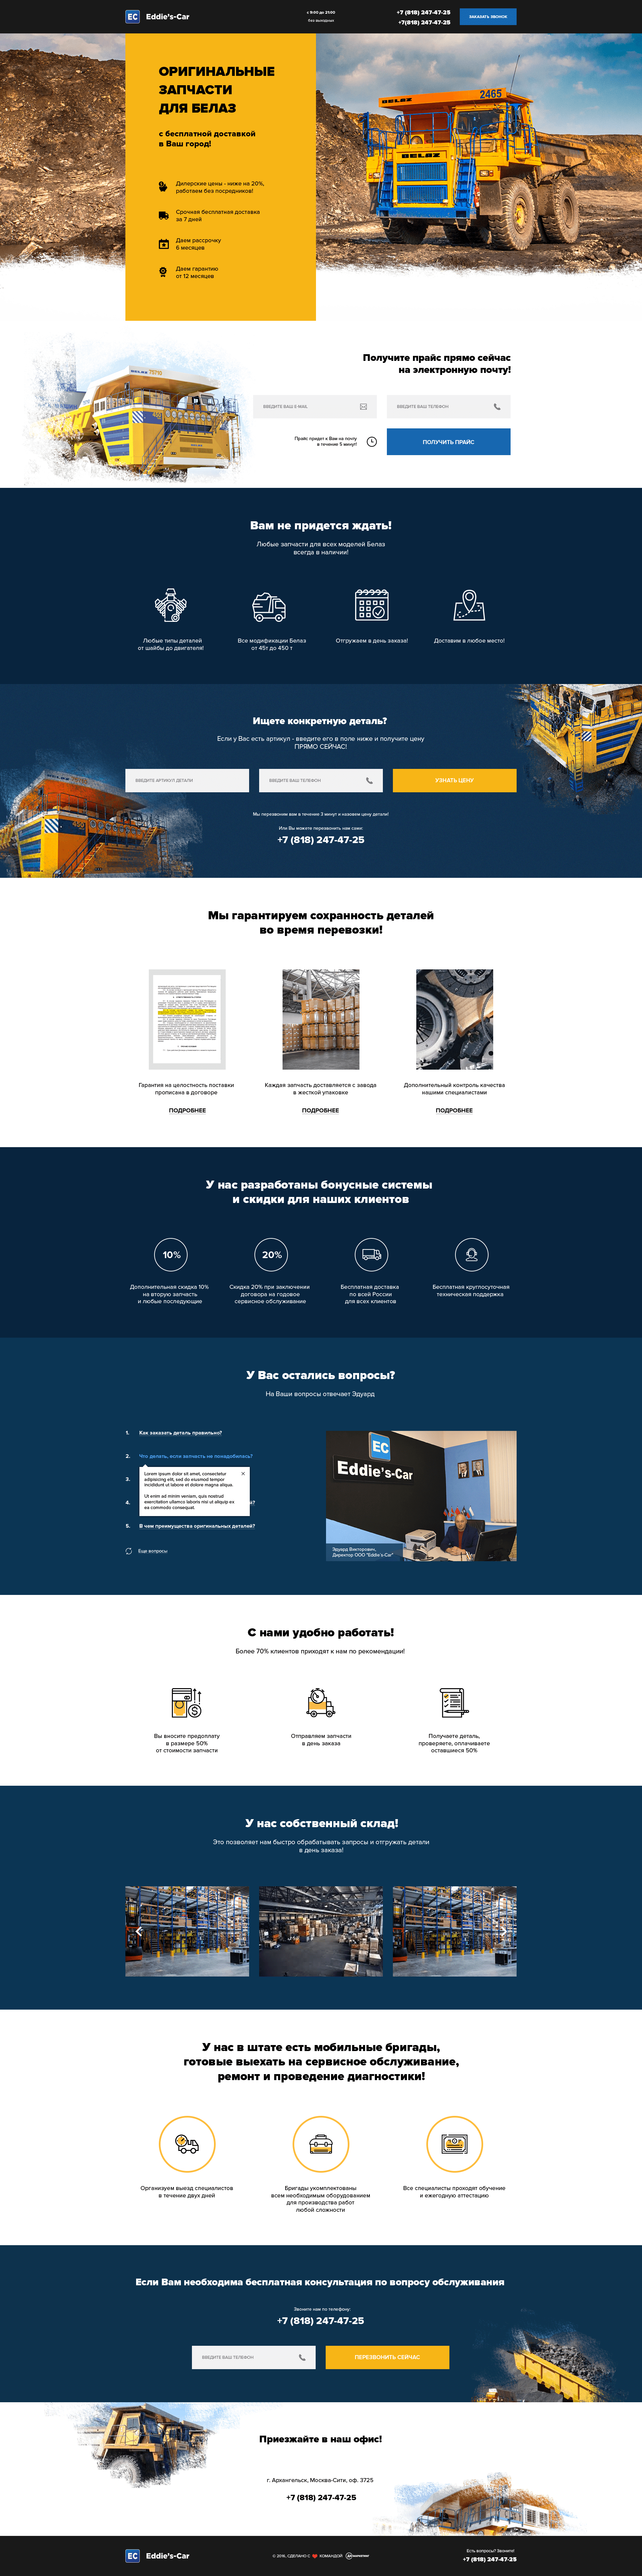 EC Eddie's-Car
с 9:00 до 21:00
без выходных
+7 (818) 247-47-25
+7(818) 247-47-25
ЗАКАЗАТЬ ЗВОНОК
ОРИГИНАЛЬНЫЕ
ЗАПЧАСТИ
ДЛЯ БЕЛАЗ
с бесплатной доставкой
в Ваш город!
Дилерские цены - ниже на 20%,
работаем без посредников!
Срочная бесплатная доставка
за 7 дней
Даем рассрочку
6 месяцев
Даем гарантию
от 12 месяцев
BELAZ
2465
BELAZ
Получите прайс прямо сейчас
на электронную почту!
ВВЕДИТЕ ВАШ E-MAIL
ВВЕДИТЕ ВАШ ТЕЛЕФОН
Прайс придет к Вам на почту
в течение 5 минут!
ПОЛУЧИТЬ ПРАЙС
Вам не придется ждать!
Любые запчасти для всех моделей Белаз
всегда в наличии!
Любые типы деталей
от шайбы до двигателя!
Все модификации Белаз
от 45т до 450 т
Отгружаем в день заказа!
Доставим в любое место!
Ищете конкретную деталь?
Если у Вас есть артикул - введите его в поле ниже и получите цену
ПРЯМО СЕЙЧАС!
ВВЕДИТЕ АРТИКУЛ ДЕТАЛИ
ВВЕДИТЕ ВАШ ТЕЛЕФОН
УЗНАТЬ ЦЕНУ
Мы перезвоним вам в течение 3 минут и назовем цену детали!
Или Вы можете перезвонить нам сами:
+7 (818) 247-47-25
450
Мы гарантируем сохранность деталей
во время перевозки!
Гарантия на целостность поставки
прописана в договоре
ПОДРОБНЕЕ
Каждая запчасть доставляется с завода
в жесткой упаковке
ПОДРОБНЕЕ
Дополнительный контроль качества
нашими специалистами
ПОДРОБНЕЕ
У нас разработаны бонусные системы
и скидки для наших клиентов
10%
20%
Дополнительная скидка 10%
на вторую запчасть
и любые последующие
Скидка 20% при заключении
договора на годовое
сервисное обслуживание
Бесплатная доставка
по всей России
для всех клиентов
Бесплатная круглосуточная
техническая поддержка
У Вас остались вопросы?
На Ваши вопросы отвечает Эдуард
1. Как заказать деталь правильно?
2. Что делать, если запчасть не понадобилась?
3.
Lorem ipsum dolor sit amet, consectetur
adipisicing elit, sed do eiusmod tempor
incididunt ut labore et dolore magna aliqua.
Ut enim ad minim veniam, quis nostrud
exercitation ullamco laboris nisi ut aliquip ex
ea commodo consequat.
4.
5. В чем преимущества оригинальных деталей?
Еще вопросы
EC
Eddie's-Car
Эдуард Викторович,
Директор ООО "Eddie's-Car"
С нами удобно работать!
Более 70% клиентов приходят к нам по рекомендации!
Вы вносите предоплату
в размере 50%
от стоимости запчасти
Отправляем запчасти
в день заказа
Получаете деталь,
проверяете, оплачиваете
оставшиеся 50%
У нас собственный склад!
Это позволяет нам быстро обрабатывать запросы и отгружать детали
в день заказа!
У нас в штате есть мобильные бригады,
готовые выехать на сервисное обслуживание,
ремонт и проведение диагностики!
Организуем выезд специалистов
в течение двух дней
Бригады укомплектованы
всем необходимым оборудованием
для производства работ
любой сложности
Все специалисты проходят обучение
и ежегодную аттестацию
Если Вам необходима бесплатная консультация по вопросу обслуживания
Звоните нам по телефону:
+7 (818) 247-47-25
ВВЕДИТЕ ВАШ ТЕЛЕФОН
ПЕРЕЗВОНИТЬ СЕЙЧАС
Приезжайте в наш офис!
г. Архангельск, Москва-Сити, оф. 3725
+7 (818) 247-47-25
EC Eddie's-Car
© 2016, СДЕЛАНО С
КОМАНДОЙ
Есть вопросы? Звоните!
+7 (818) 247-47-25